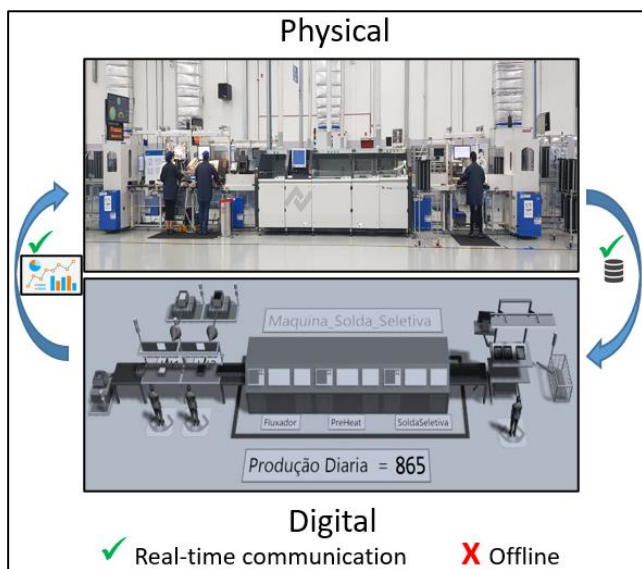 Physical
Maquina_Solda_Seletiva
Fluxador
PreHeat
SoldaSeletiva
Produção Diaria = 865
Digital
✓ Real-time communication
X Offline